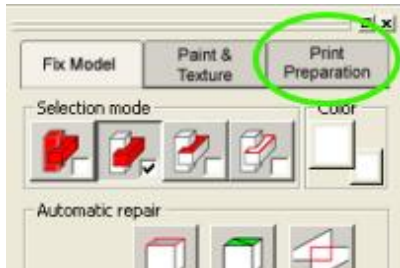 Fix Model
Paint &
Texture
Print
Preparation
Selection mode
Color
Automatic repair